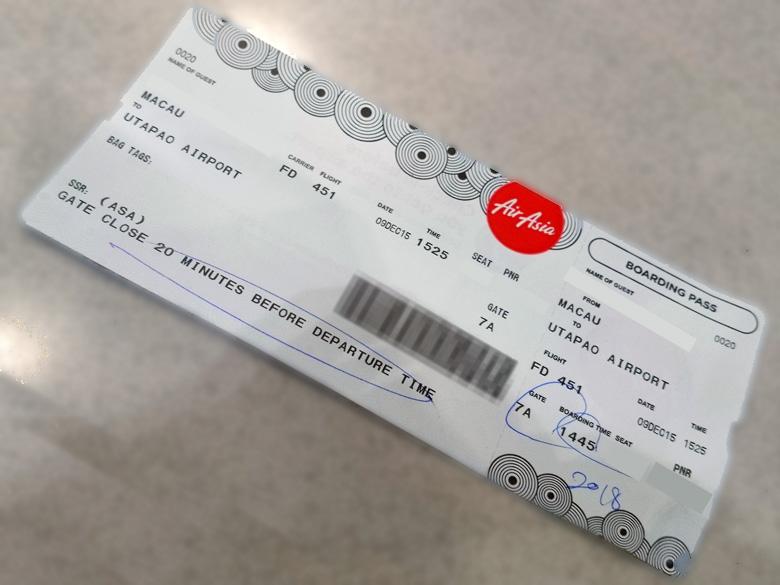 0020
NAME OF GUEST
MACAU
TO
UTAPAO AIRPORT
BAG TAGS:
CARRIER FLIGHT
FD 451
DATE TIME
09DEC15 1525
SEAT PNR
SSR: (ASA)
GATE CLOSE 20 MINUTES BEFORE DEPARTURE TIME
GATE
7A
AirAsia
BOARDING PASS
NAME OF GUEST
0020
FROM
MACAU
TO
UTAPAO AIRPORT
FLIGHT
FD 451
DATE TIME
09DEC15 1525
GATE BOARDING TIME SEAT
7A 1445
PNR
2018